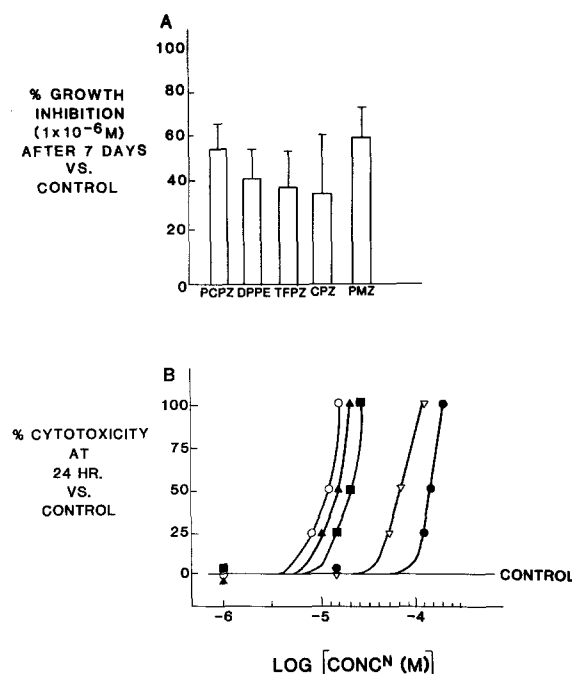 A
% GROWTH
INHIBITION
(1x10⁻⁶M)
AFTER 7 DAYS
VS.
CONTROL
100
80
60
40
20
0
PCPZ DPPE TFPZ CPZ PMZ
B
% CYTOTOXICITY
AT
24 HR.
VS.
CONTROL
100
75
50
25
0
CONTROL
-6 -5 -4
LOG [CONCᴺ (M)]